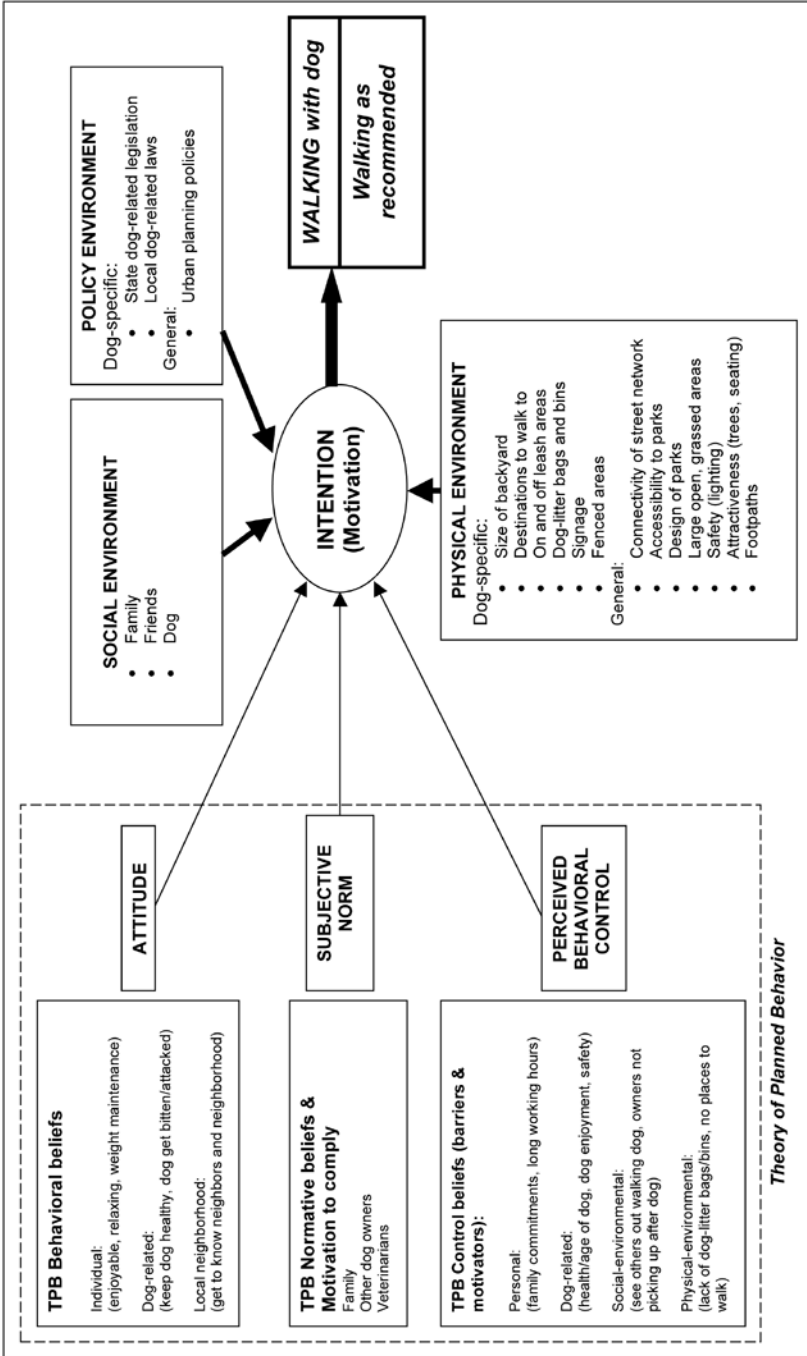 TPB Behavioral beliefs
Individual:
(enjoyable, relaxing, weight maintenance)
Dog-related:
(keep dog healthy, dog get bitten/attacked)
Local neighborhood:
(get to know neighbors and neighborhood)
ATTITUDE
TPB Normative beliefs &
Motivation to comply
Family
Other dog owners
Veterinarians
SUBJECTIVE
NORM
TPB Control beliefs (barriers &
motivators):
Personal:
(family commitments, long working hours)
Dog-related:
(health/age of dog, dog enjoyment, safety)
Social-environmental:
(see others out walking dog, owners not
picking up after dog)
Physical-environmental:
(lack of dog-litter bags/bins, no places to
walk)
PERCEIVED
BEHAVIORAL
CONTROL
Theory of Planned Behavior
SOCIAL ENVIRONMENT
• Family
• Friends
• Dog
POLICY ENVIRONMENT
Dog-specific:
• State dog-related legislation
• Local dog-related laws
General:
• Urban planning policies
INTENTION
(Motivation)
WALKING with dog
Walking as
recommended
PHYSICAL ENVIRONMENT
Dog-specific:
• Size of backyard
• Destinations to walk to
• On and off leash areas
• Dog-litter bags and bins
• Signage
• Fenced areas
General:
• Connectivity of street network
• Accessibility to parks
• Design of parks
• Large open, grassed areas
• Safety (lighting)
• Attractiveness (trees, seating)
• Footpaths